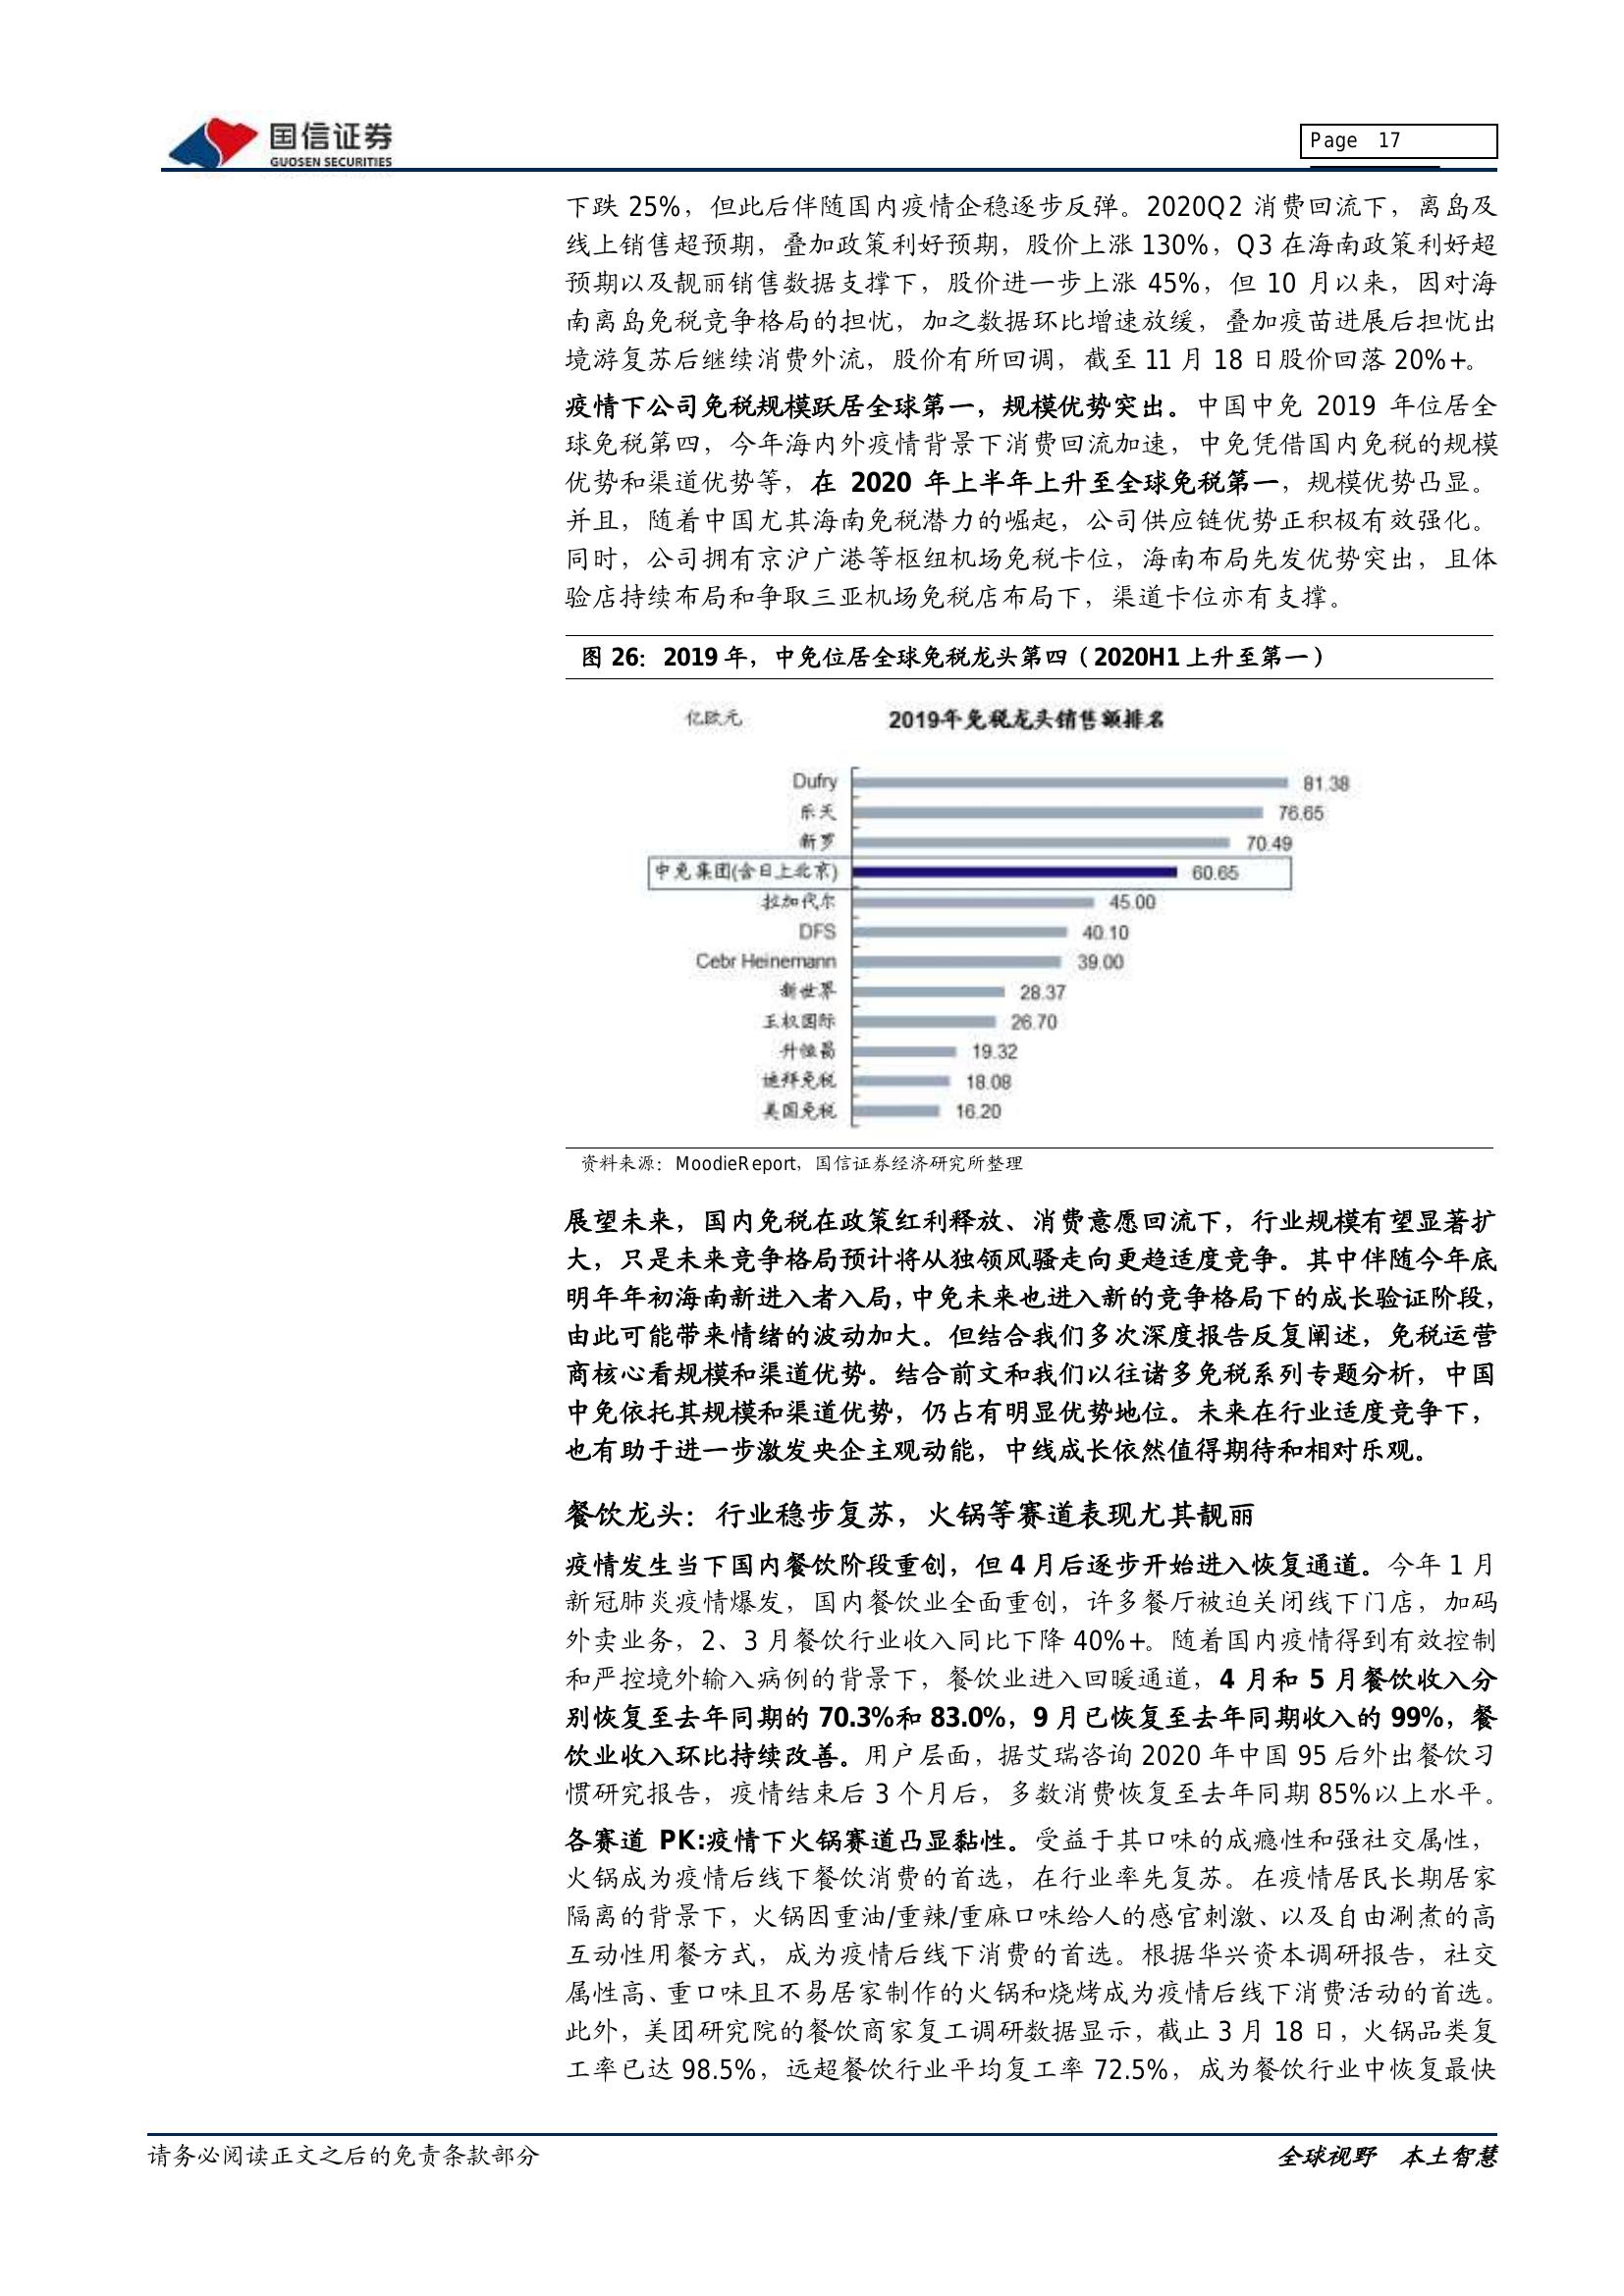 国信证券
GUOSEN SECURITIES
Page 17
下跌 25%，但此后伴随国内疫情企稳逐步反弹。2020Q2 消费回流下，离岛及
线上销售超预期，叠加政策利好预期，股价上涨 130%，Q3 在海南政策利好超
预期以及靓丽销售数据支撑下，股价进一步上涨 45%，但 10 月以来，因对海
南离岛免税竞争格局的担忧，加之数据环比增速放缓，叠加疫苗进展后担忧出
境游复苏后继续消费外流，股价有所回调，截至 11 月 18 日股价回落 20%+。
疫情下公司免税规模跃居全球第一，规模优势突出。中国中免 2019 年位居全
球免税第四，今年海内外疫情背景下消费回流加速，中免凭借国内免税的规模
优势和渠道优势等，在 2020 年上半年上升至全球免税第一，规模优势凸显。
并且，随着中国尤其海南免税潜力的崛起，公司供应链优势正积极有效强化。
同时，公司拥有京沪广港等枢纽机场免税卡位，海南布局先发优势突出，且体
验店持续布局和争取三亚机场免税店布局下，渠道卡位亦有支撑。
图 26：2019 年，中免位居全球免税龙头第四（2020H1 上升至第一）
亿欧元
2019年免税龙头销售额排名
Dufry 81.38
乐天 76.65
新罗 70.49
中免集团(含日上北京) 60.65
拉加代尔 45.00
DFS 40.10
Cebr Heinemann 39.00
新世界 28.37
王权国际 26.70
升恒昌 19.32
迪拜免税 18.08
美国免税 16.20
资料来源：MoodieReport，国信证券经济研究所整理
展望未来，国内免税在政策红利释放、消费意愿回流下，行业规模有望显著扩
大，只是未来竞争格局预计将从独领风骚走向更趋适度竞争。其中伴随今年底
明年年初海南新进入者入局，中免未来也进入新的竞争格局下的成长验证阶段，
由此可能带来情绪的波动加大。但结合我们多次深度报告反复阐述，免税运营
商核心看规模和渠道优势。结合前文和我们以往诸多免税系列专题分析，中国
中免依托其规模和渠道优势，仍占有明显优势地位。未来在行业适度竞争下，
也有助于进一步激发央企主观动能，中线成长依然值得期待和相对乐观。
餐饮龙头：行业稳步复苏，火锅等赛道表现尤其靓丽
疫情发生当下国内餐饮阶段重创，但 4 月后逐步开始进入恢复通道。今年 1 月
新冠肺炎疫情爆发，国内餐饮业全面重创，许多餐厅被迫关闭线下门店，加码
外卖业务，2、3 月餐饮行业收入同比下降 40%+。随着国内疫情得到有效控制
和严控境外输入病例的背景下，餐饮业进入回暖通道，4 月和 5 月餐饮收入分
别恢复至去年同期的 70.3%和 83.0%，9 月已恢复至去年同期收入的 99%，餐
饮业收入环比持续改善。用户层面，据艾瑞咨询 2020 年中国 95 后外出餐饮习
惯研究报告，疫情结束后 3 个月后，多数消费恢复至去年同期 85%以上水平。
各赛道 PK:疫情下火锅赛道凸显黏性。受益于其口味的成瘾性和强社交属性，
火锅成为疫情后线下餐饮消费的首选，在行业率先复苏。在疫情居民长期居家
隔离的背景下，火锅因重油/重辣/重麻口味给人的感官刺激、以及自由涮煮的高
互动性用餐方式，成为疫情后线下消费的首选。根据华兴资本调研报告，社交
属性高、重口味且不易居家制作的火锅和烧烤成为疫情后线下消费活动的首选。
此外，美团研究院的餐饮商家复工调研数据显示，截止 3 月 18 日，火锅品类复
工率已达 98.5%，远超餐饮行业平均复工率 72.5%，成为餐饮行业中恢复最快
请务必阅读正文之后的免责条款部分
全球视野 本土智慧